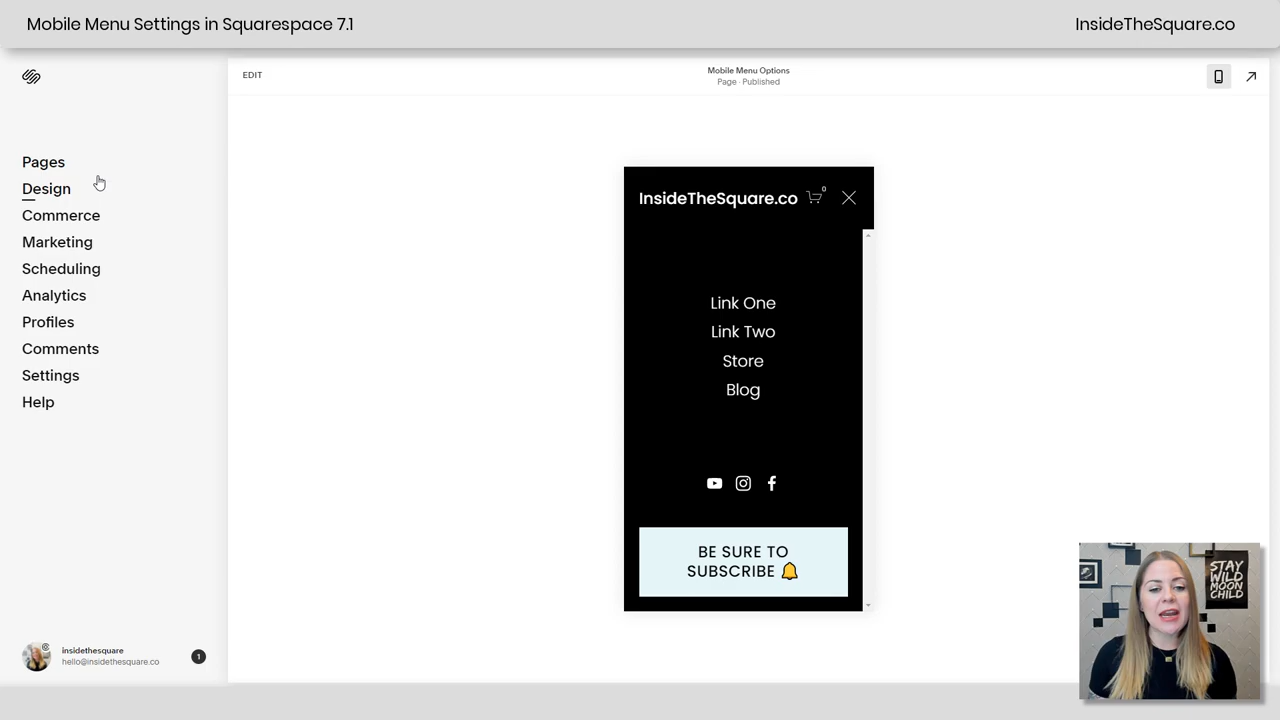 Mobile Menu Settings in Squarespace 7.1
InsideTheSquare.co
EDIT
Mobile Menu Options
Page · Published
Pages
Design
Commerce
Marketing
Scheduling
Analytics
Profiles
Comments
Settings
Help
InsideTheSquare.co
0
Link One
Link Two
Store
Blog
BE SURE TO
SUBSCRIBE 🔔
insidethesquare
hello@insidethesquare.co
1
STAY
WILD
MOON
CHILD